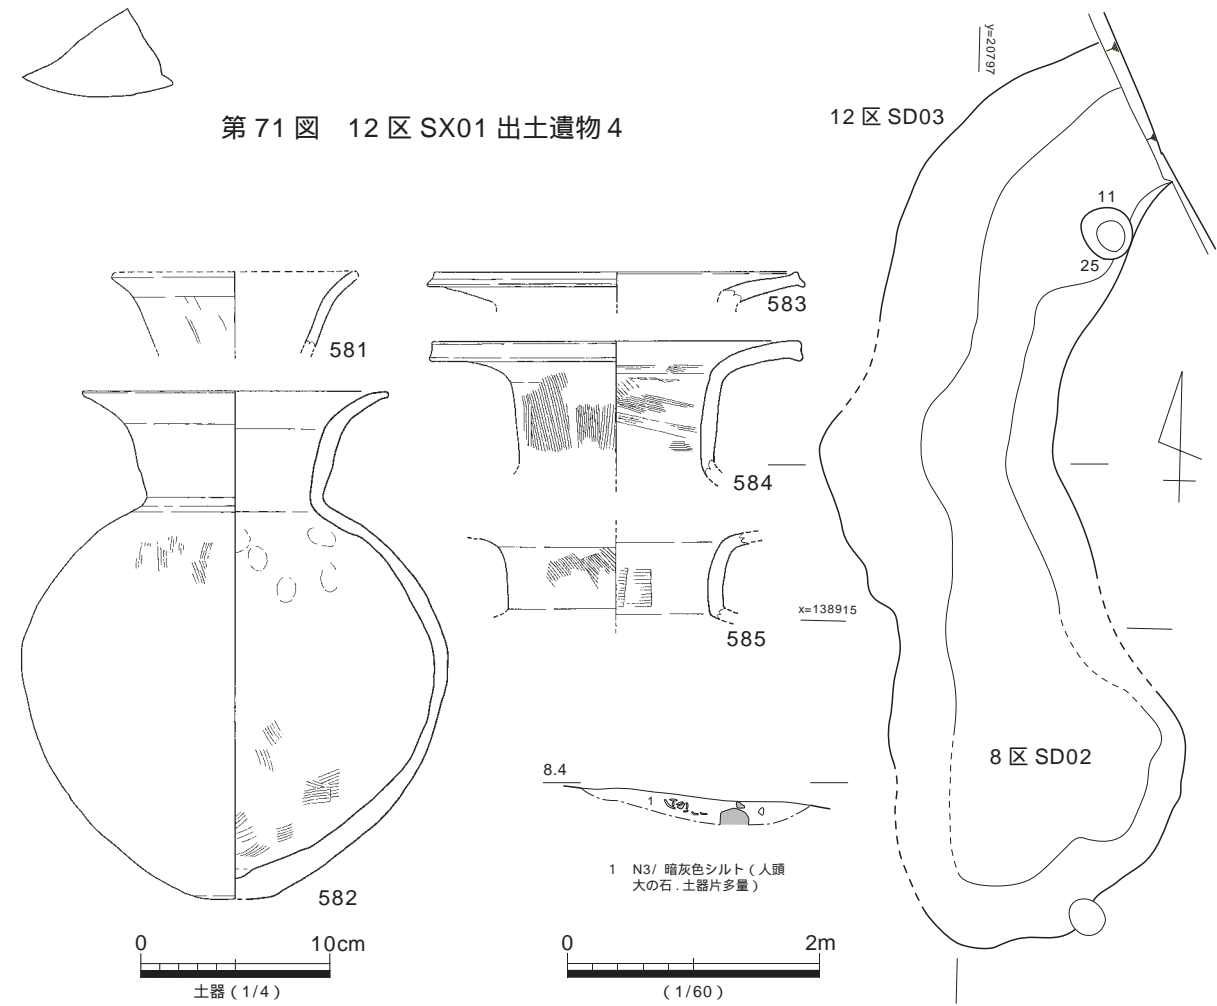 第 71 図　12 区 SX01 出土遺物 4
y=20797
12 区 SD03
11
25
581
583
584
582
585
x=138915
8 区 SD02
8.4
1
1　N3/ 暗灰色シルト（人頭
大の石．土器片多量）
0　10cm
土器（1/4）
0　2m
（1/60）